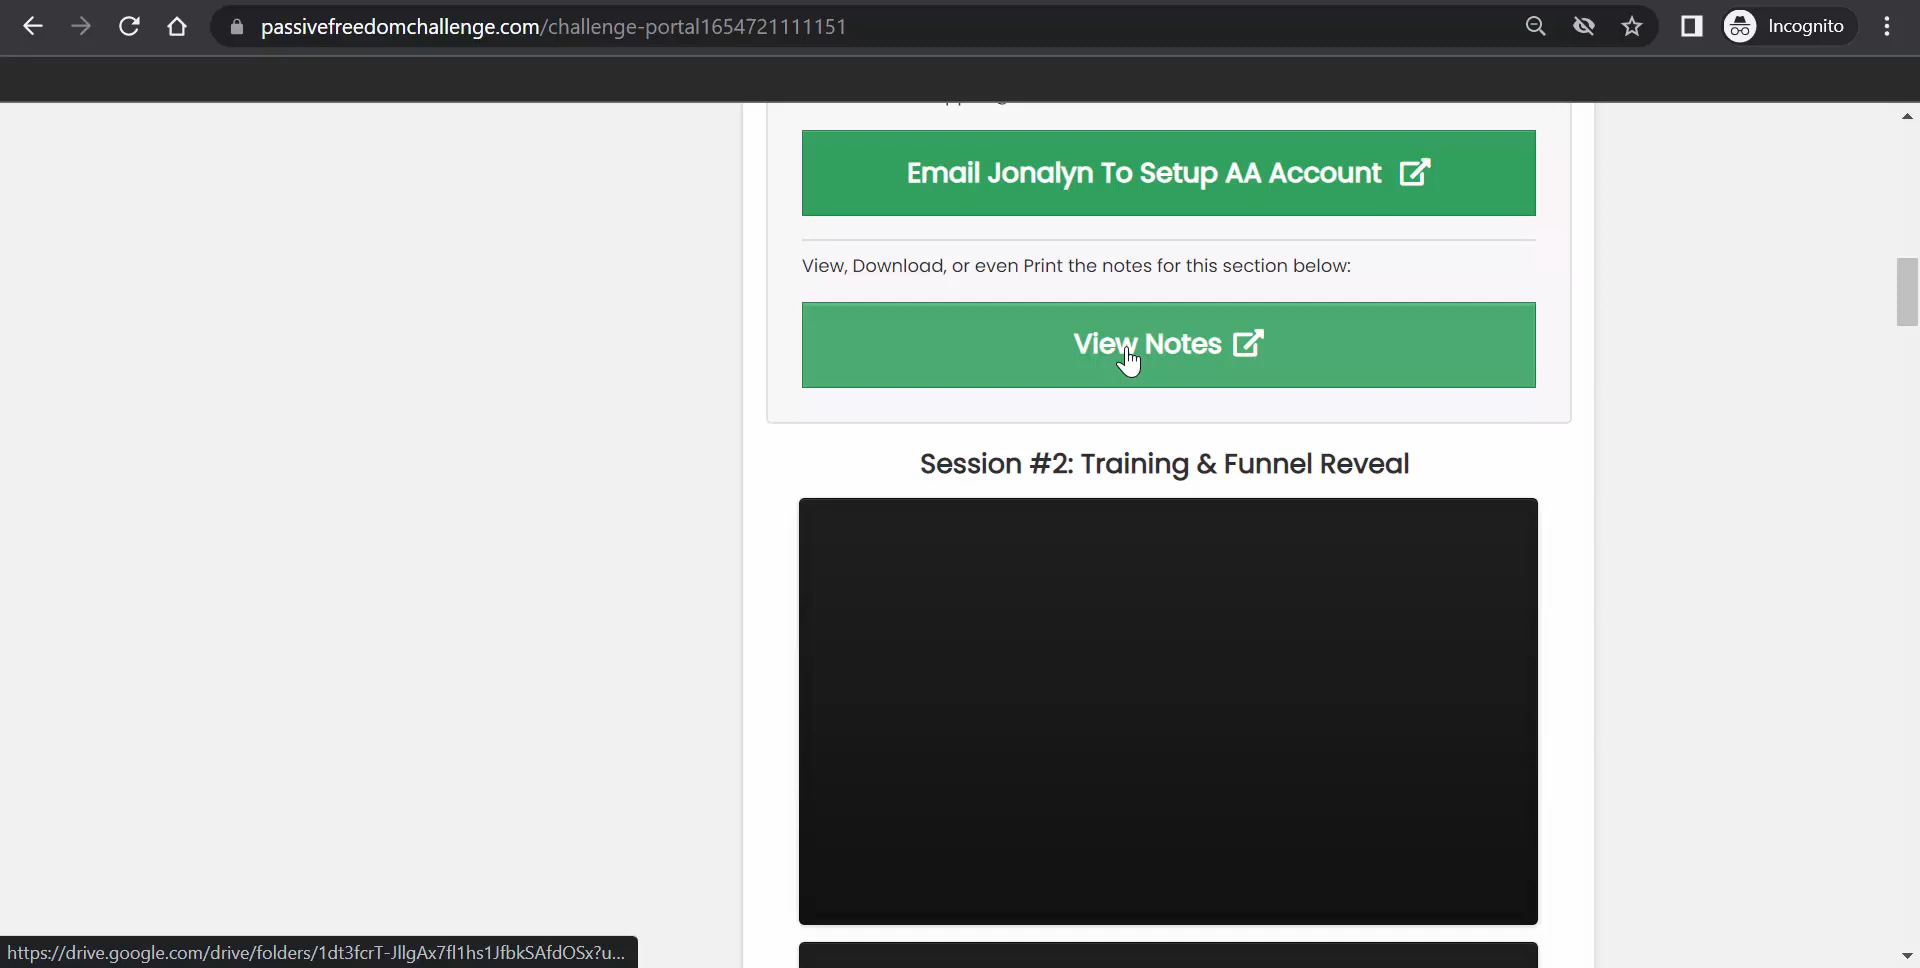 passivefreedomchallenge.com/challenge-portal1654721111151
Incognito
Email Jonalyn To Setup AA Account
View, Download, or even Print the notes for this section below:
View Notes
Session #2: Training & Funnel Reveal
https://drive.google.com/drive/folders/1dt3fcrT-JllgAx7fl1hs1JfbkSAfdOSx?u...